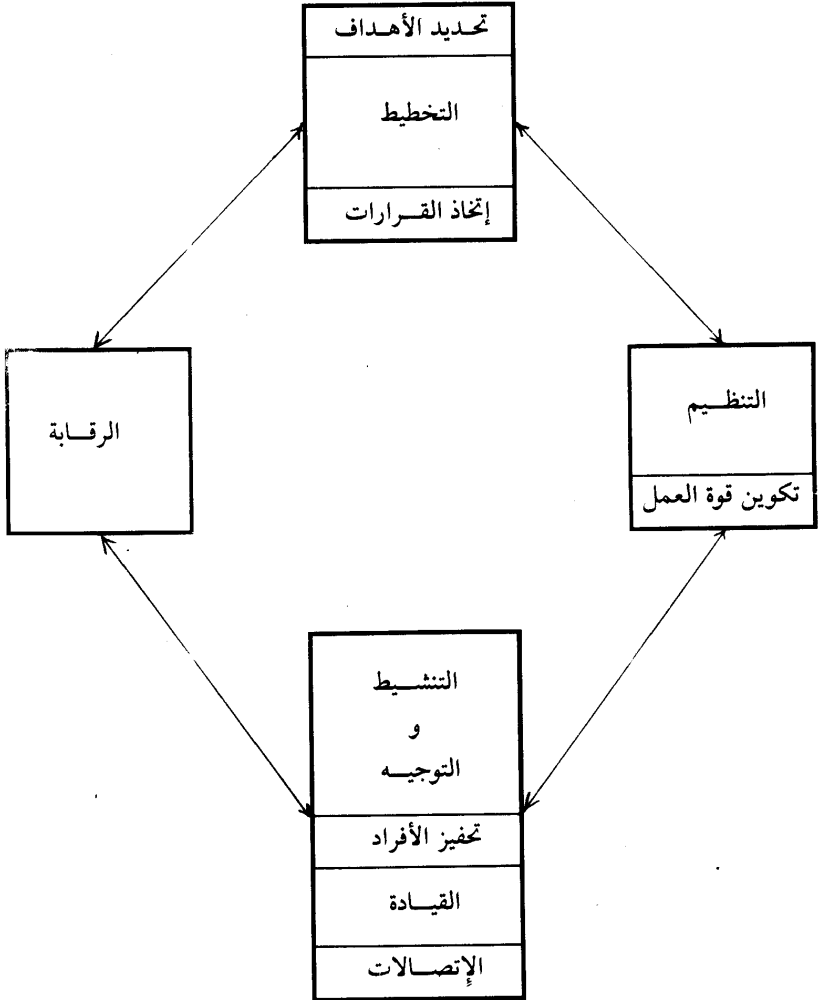 تحديد الأهداف
التخطيط
إتخاذ القرارات
التنظيم
تكوين قوة العمل
الرقابة
التنشيط
و
التوجيه
تحفيز الأفراد
القيادة
الإتصالات